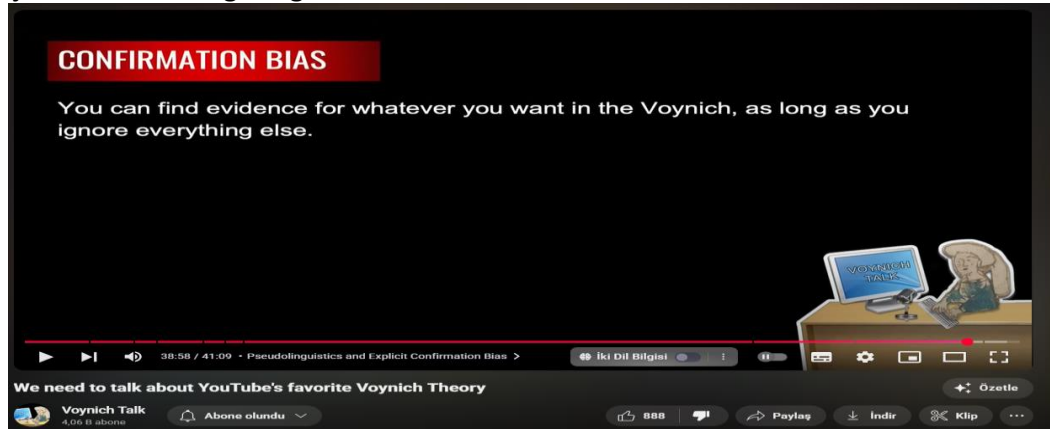 CONFIRMATION BIAS
You can find evidence for whatever you want in the Voynich, as long as you
ignore everything else.
VOYNICH
TALK
38:58 / 41:09 • Pseudolinguistics and Explicit Confirmation Bias >
İki Dil Bilgisi
We need to talk about YouTube's favorite Voynich Theory
Özetle
Voynich Talk
4,06 B abone
Abone olundu
888
Paylaş
İndir
Klip